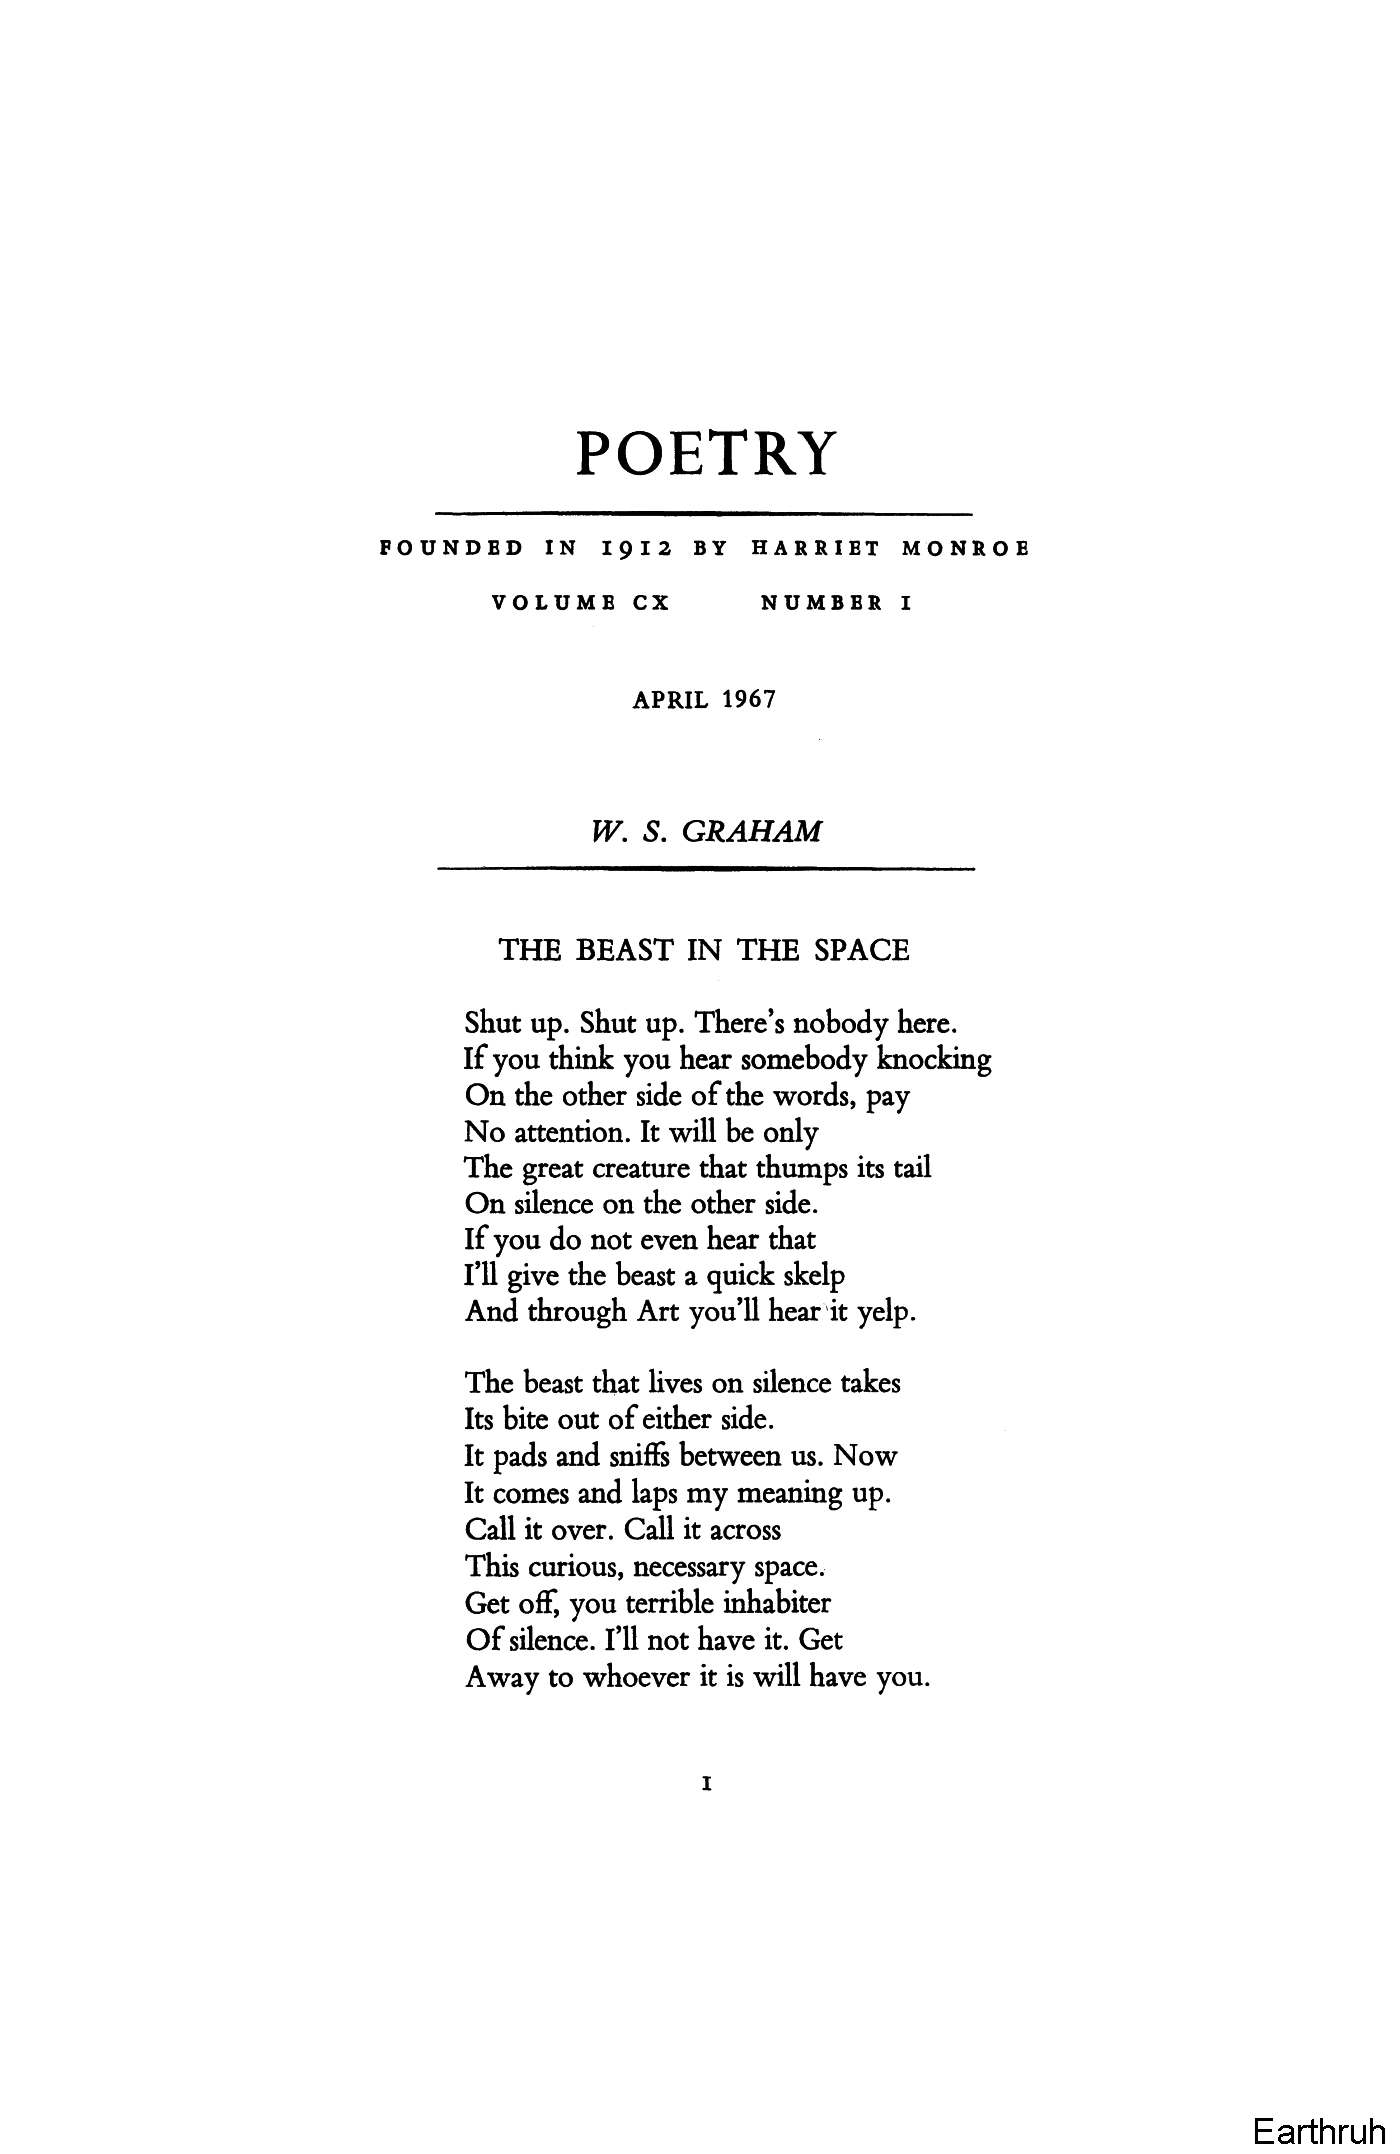 POETRY
FOUNDED IN 1912 BY HARRIET MONROE
VOLUME CX NUMBER I
APRIL 1967
W. S. GRAHAM
THE BEAST IN THE SPACE
Shut up. Shut up. There's nobody here.
If you think you hear somebody knocking
On the other side of the words, pay
No attention. It will be only
The great creature that thumps its tail
On silence on the other side.
If you do not even hear that
I'll give the beast a quick skelp
And through Art you'll hear it yelp.
The beast that lives on silence takes
Its bite out of either side.
It pads and sniffs between us. Now
It comes and laps my meaning up.
Call it over. Call it across
This curious, necessary space.
Get off, you terrible inhabiter
Of silence. I'll not have it. Get
Away to whoever it is will have you.
I
Earthruh